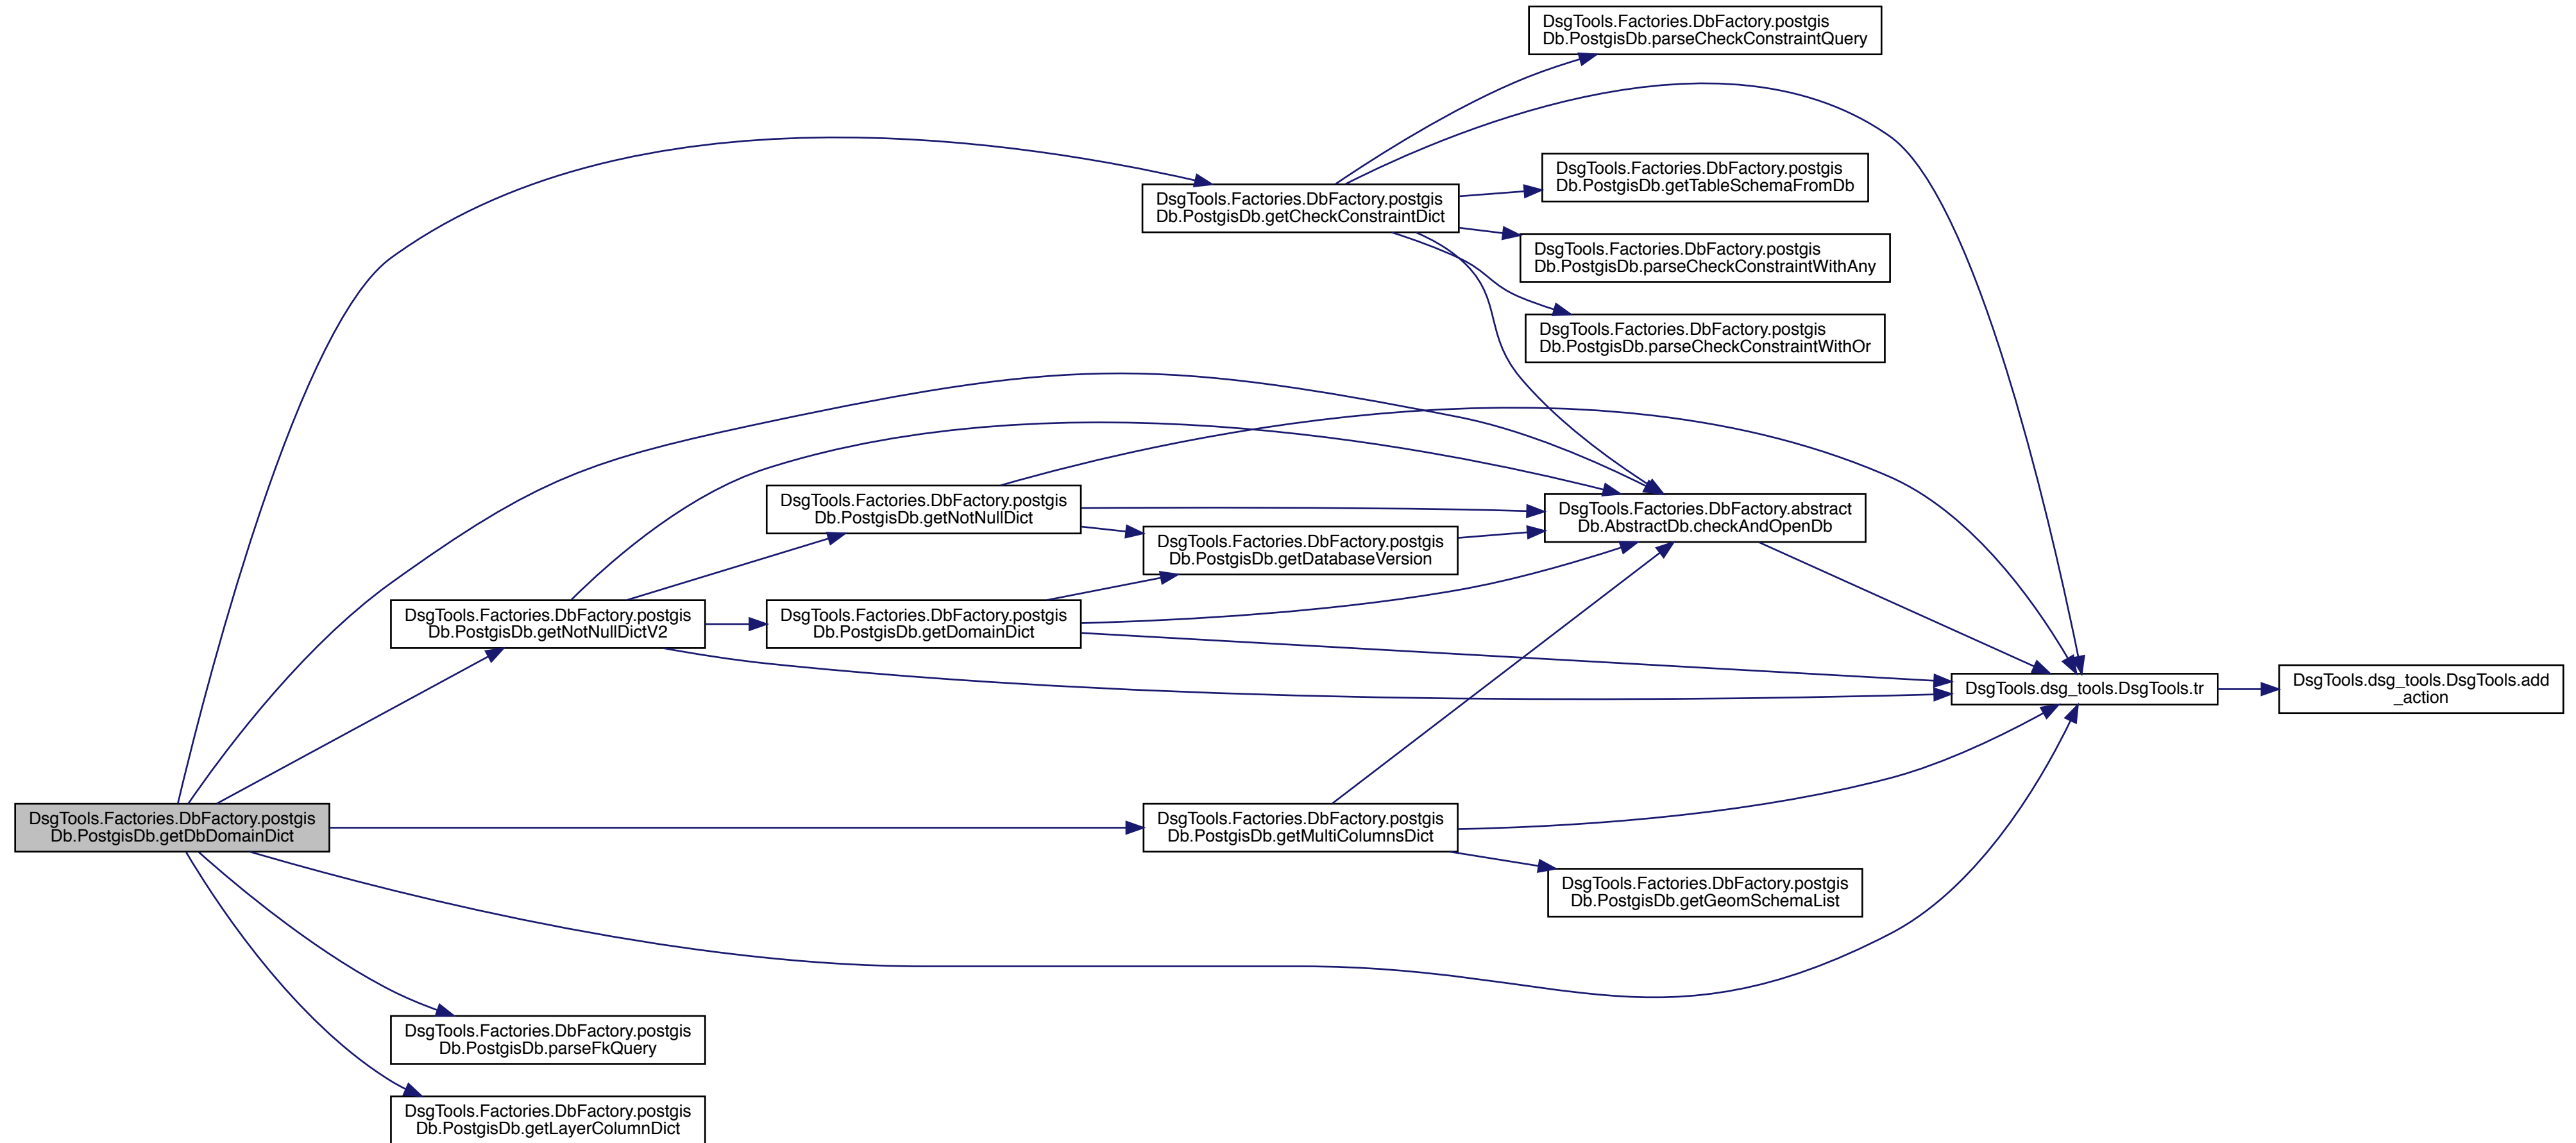 DsgTools.Factories.DbFactory.postgis
Db.PostgisDb.parseCheckConstraintQuery
DsgTools.Factories.DbFactory.postgis
Db.PostgisDb.getTableSchemaFromDb
DsgTools.Factories.DbFactory.postgis
Db.PostgisDb.getCheckConstraintDict
DsgTools.Factories.DbFactory.postgis
Db.PostgisDb.parseCheckConstraintWithAny
DsgTools.Factories.DbFactory.postgis
Db.PostgisDb.parseCheckConstraintWithOr
DsgTools.Factories.DbFactory.postgis
Db.PostgisDb.getNotNullDict
DsgTools.Factories.DbFactory.abstract
Db.AbstractDb.checkAndOpenDb
DsgTools.Factories.DbFactory.postgis
Db.PostgisDb.getDatabaseVersion
DsgTools.Factories.DbFactory.postgis
Db.PostgisDb.getNotNullDictV2
DsgTools.Factories.DbFactory.postgis
Db.PostgisDb.getDomainDict
DsgTools.dsg_tools.DsgTools.tr
DsgTools.dsg_tools.DsgTools.add
_action
DsgTools.Factories.DbFactory.postgis
Db.PostgisDb.getDbDomainDict
DsgTools.Factories.DbFactory.postgis
Db.PostgisDb.getMultiColumnsDict
DsgTools.Factories.DbFactory.postgis
Db.PostgisDb.getGeomSchemaList
DsgTools.Factories.DbFactory.postgis
Db.PostgisDb.parseFkQuery
DsgTools.Factories.DbFactory.postgis
Db.PostgisDb.getLayerColumnDict